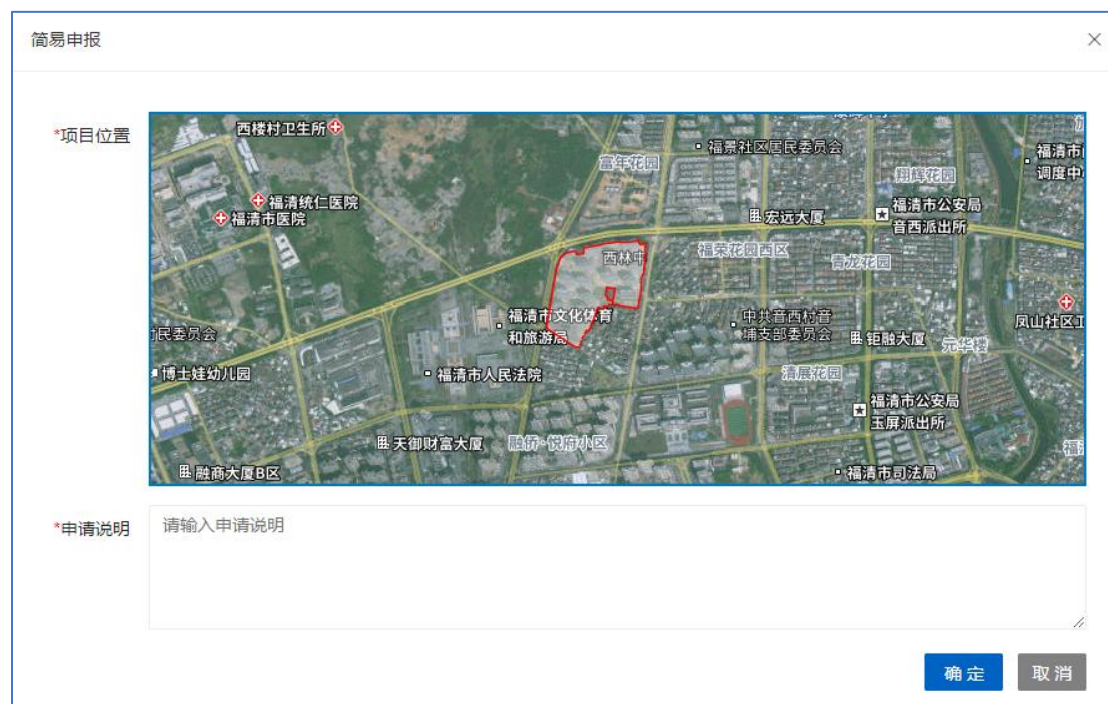 简易申报
*项目位置
西楼村卫生所
福景社区居民委员会
福清市
调度中
富年花园
翔辉花园
福清统仁医院
福清市医院
福清市公安局
音西派出所
宏远大厦
福荣花园西区
西林中
青龙花园
福清市文化体育
和旅游局
中共音西村音
埔支部委员会
凤山社区卫
民委员会
钜融大厦
元华楼
博士娃幼儿园
福清市人民法院
清展花园
福清市公安局
玉屏派出所
天御财富大厦
融侨·悦府小区
融商大厦B区
福清市司法局
*申请说明
请输入申请说明
确定
取消